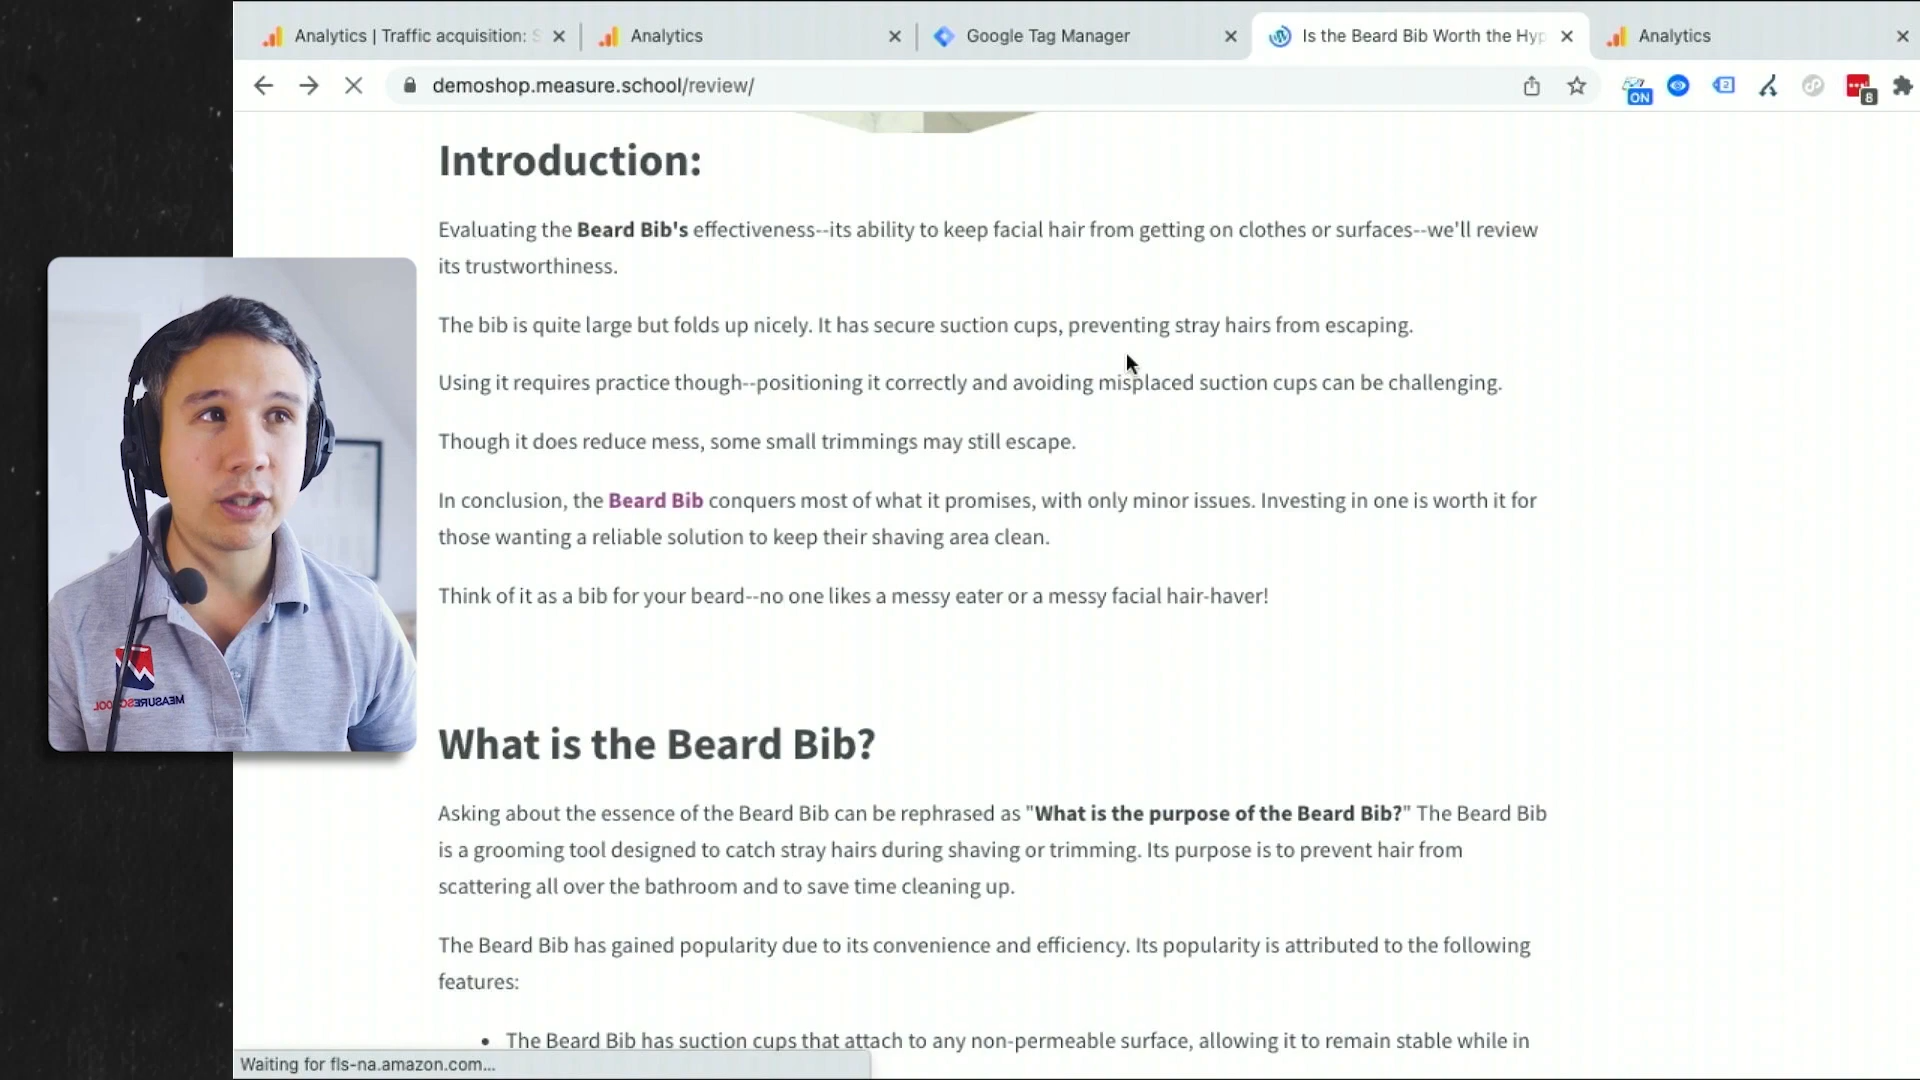 Analytics | Traffic acquisition: S
Analytics
Google Tag Manager
Is the Beard Bib Worth the Hyp
Analytics
demoshop.measure.school/review/
ON
2
8
Introduction:
Evaluating the Beard Bib's effectiveness--its ability to keep facial hair from getting on clothes or surfaces--we'll review
its trustworthiness.
The bib is quite large but folds up nicely. It has secure suction cups, preventing stray hairs from escaping.
Using it requires practice though--positioning it correctly and avoiding misplaced suction cups can be challenging.
Though it does reduce mess, some small trimmings may still escape.
In conclusion, the Beard Bib conquers most of what it promises, with only minor issues. Investing in one is worth it for
those wanting a reliable solution to keep their shaving area clean.
Think of it as a bib for your beard--no one likes a messy eater or a messy facial hair-haver!
MEASURESCHOOL
What is the Beard Bib?
Asking about the essence of the Beard Bib can be rephrased as "What is the purpose of the Beard Bib?" The Beard Bib
is a grooming tool designed to catch stray hairs during shaving or trimming. Its purpose is to prevent hair from
scattering all over the bathroom and to save time cleaning up.
The Beard Bib has gained popularity due to its convenience and efficiency. Its popularity is attributed to the following
features:
• The Beard Bib has suction cups that attach to any non-permeable surface, allowing it to remain stable while in
Waiting for fls-na.amazon.com...